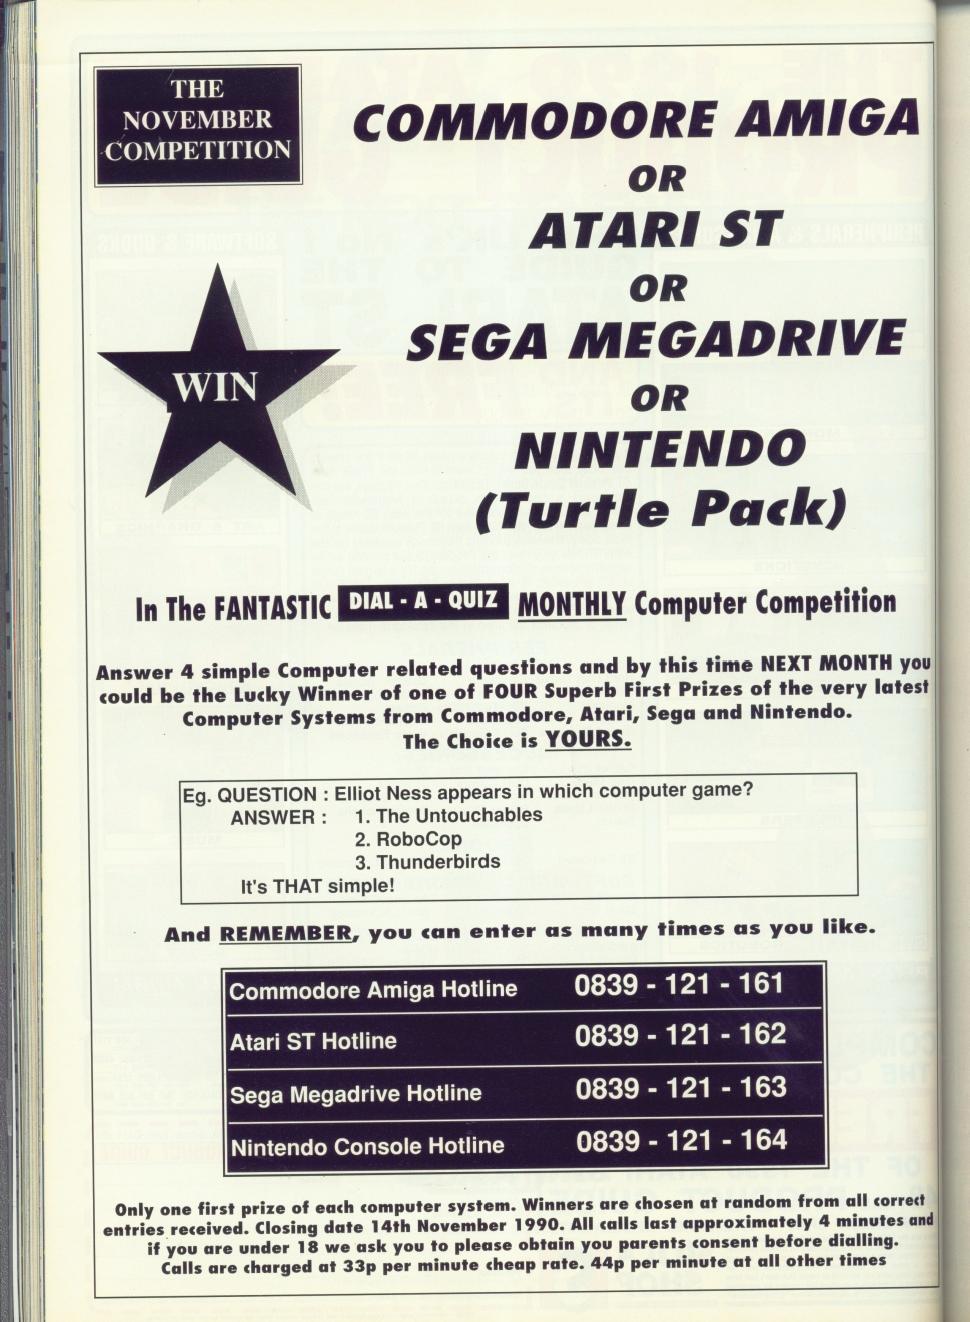 THE
NOVEMBER
COMPETITION
COMMODORE AMIGA
OR
ATARI ST
OR
SEGA MEGADRIVE
OR
NINTENDO
(Turtle Pack)
WIN
In The FANTASTIC DIAL - A - QUIZ MONTHLY Computer Competition
Answer 4 simple Computer related questions and by this time NEXT MONTH you
could be the Lucky Winner of one of FOUR Superb First Prizes of the very latest
Computer Systems from Commodore, Atari, Sega and Nintendo.
The Choice is YOURS.
Eg. QUESTION : Elliot Ness appears in which computer game?
ANSWER : 1. The Untouchables
2. RoboCop
3. Thunderbirds
It's THAT simple!
And REMEMBER, you can enter as many times as you like.
Commodore Amiga Hotline 0839 - 121 - 161
Atari ST Hotline 0839 - 121 - 162
Sega Megadrive Hotline 0839 - 121 - 163
Nintendo Console Hotline 0839 - 121 - 164
Only one first prize of each computer system. Winners are chosen at random from all correct
entries received. Closing date 14th November 1990. All calls last approximately 4 minutes and
if you are under 18 we ask you to please obtain you parents consent before dialling.
Calls are charged at 33p per minute cheap rate. 44p per minute at all other times